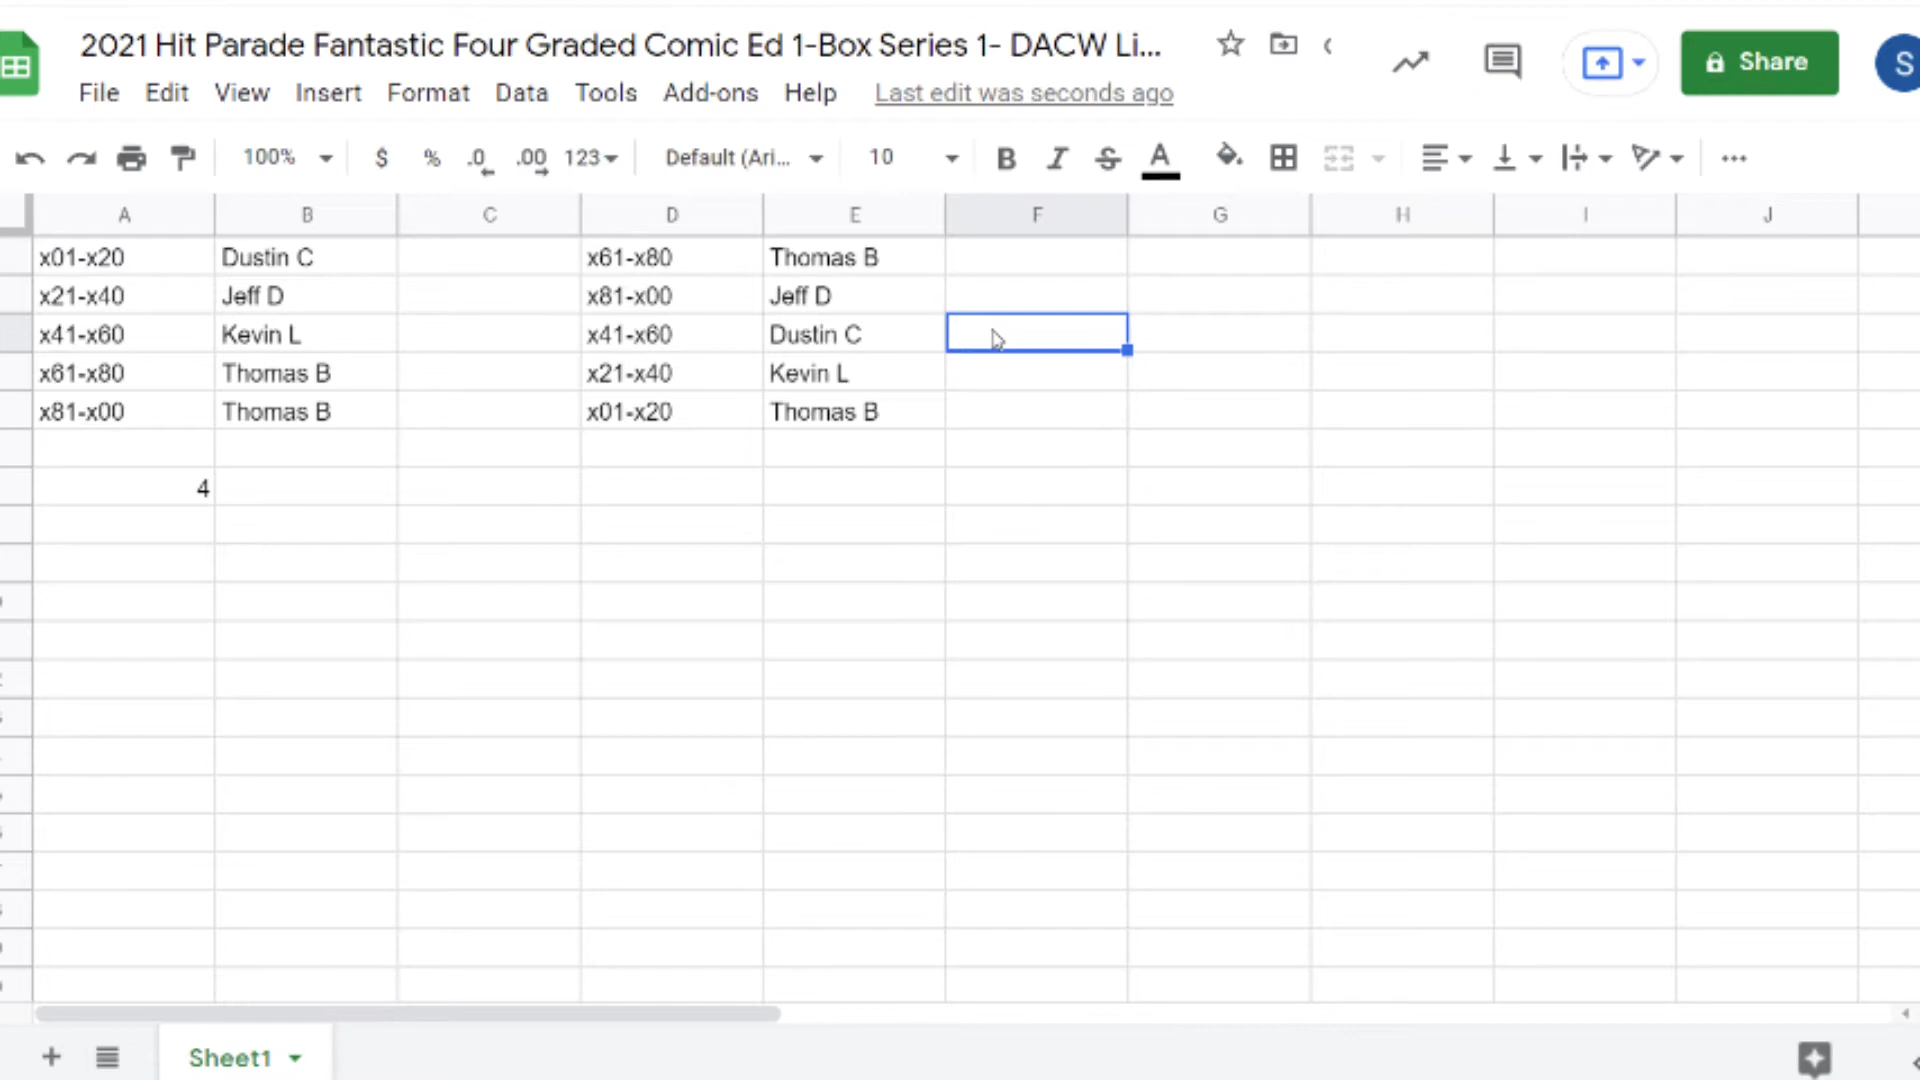 2021 Hit Parade Fantastic Four Graded Comic Ed 1-Box Series 1- DACW Li...
Share
S
File Edit View Insert Format Data Tools Add-ons Help Last edit was seconds ago
100% $ % .0 .00 123 Default (Ari... 10 B I S A
A B C D E F G H I J
x01-x20 Dustin C x61-x80 Thomas B
x21-x40 Jeff D x81-x00 Jeff D
x41-x60 Kevin L x41-x60 Dustin C
x61-x80 Thomas B x21-x40 Kevin L
x81-x00 Thomas B x01-x20 Thomas B
4
Sheet1